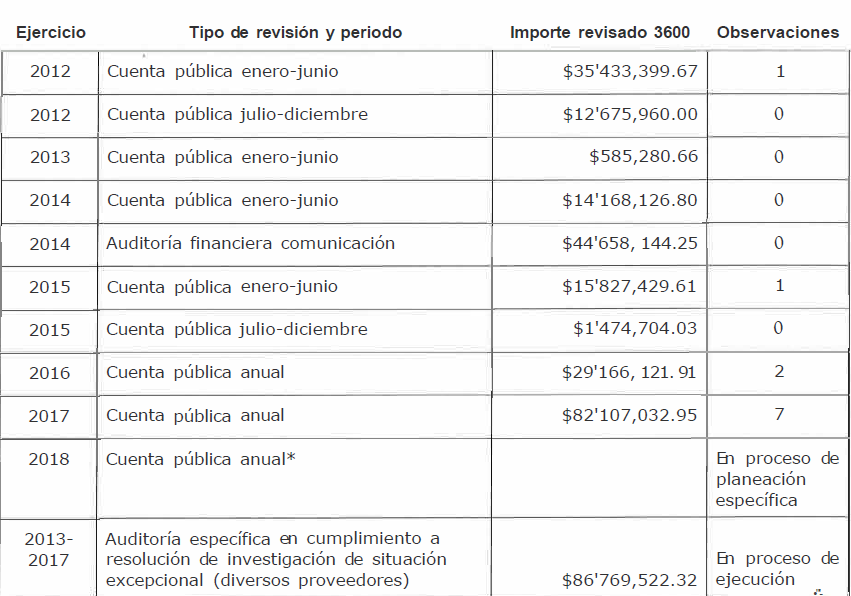 Ejercicio Tipo de revisión y periodo Importe revisado 3600 Observaciones
2012 Cuenta pública enero-junio $35'433,399.67 1
2012 Cuenta pública julio-diciembre $12'675,960.00 0
2013 Cuenta pública enero-junio $585,280.66 0
2014 Cuenta pública enero-junio $14'168,126.80 0
2014 Auditoría financiera comunicación $44'658, 144.25 0
2015 Cuenta pública enero-junio $15'827,429.61 1
2015 Cuenta pública julio-diciembre $1'474,704.03 0
2016 Cuenta pública anual $29'166, 121.91 2
2017 Cuenta pública anual $82'107,032.95 7
2018 Cuenta pública anual* En proceso de
planeación
específica
2013- Auditoría específica en cumplimiento a
2017 resolución de investigación de situación En proceso de
excepcional (diversos proveedores) $86'769,522.32 ejecución